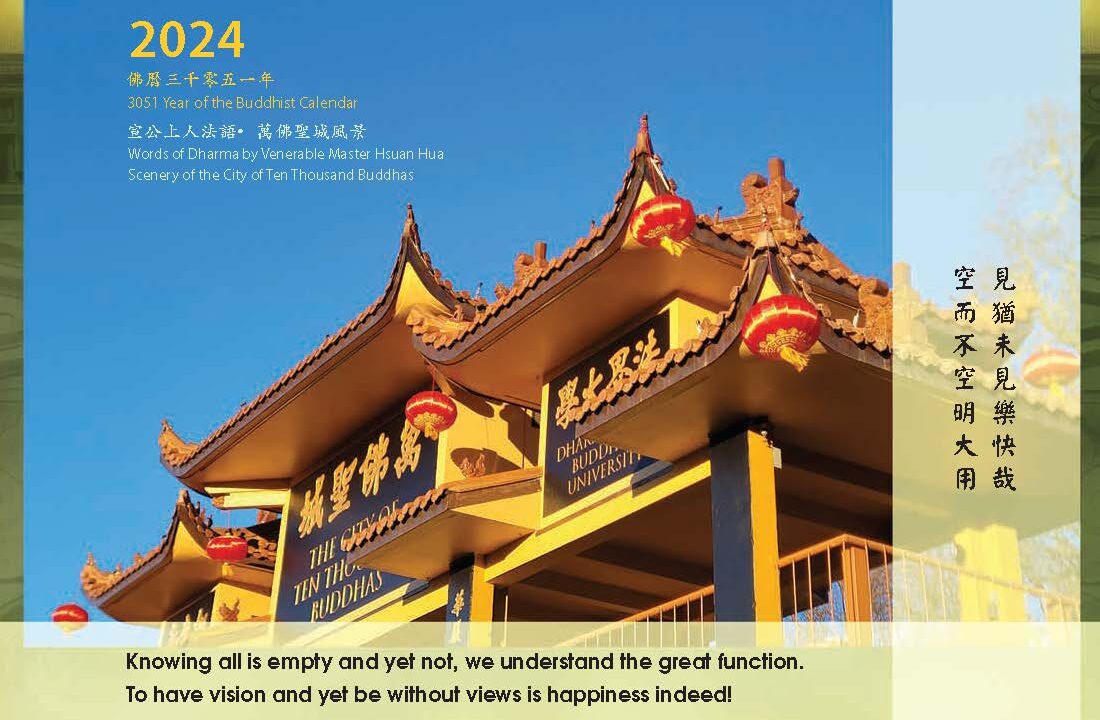 2024
佛曆三千零五一年
3051 Year of the Buddhist Calendar
宣公上人法語• 萬佛聖城風景
Words of Dharma by Venerable Master Hsuan Hua
Scenery of the City of Ten Thousand Buddhas
見猶未見樂快哉
空而不空明大用
法界大學
UNIVERSITY
萬佛聖城
THE CITY OF
TEN
BUDDHAS
Knowing all is empty and yet not, we understand the great function.
To have vision and yet be without views is happiness indeed!